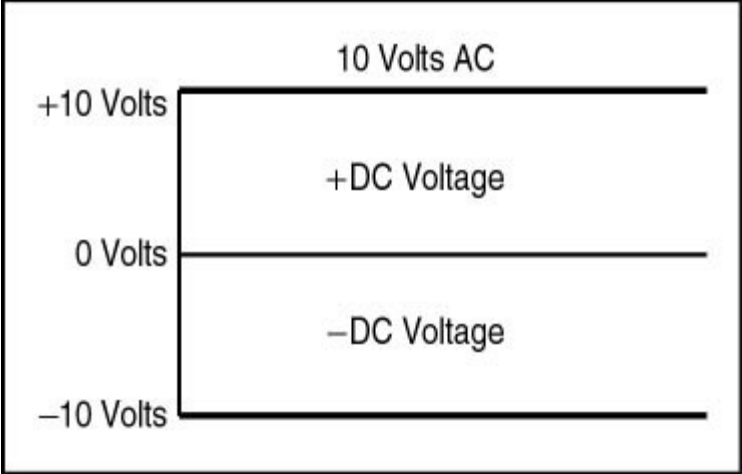 10 Volts AC
+10 Volts
+DC Voltage
0 Volts
−DC Voltage
−10 Volts